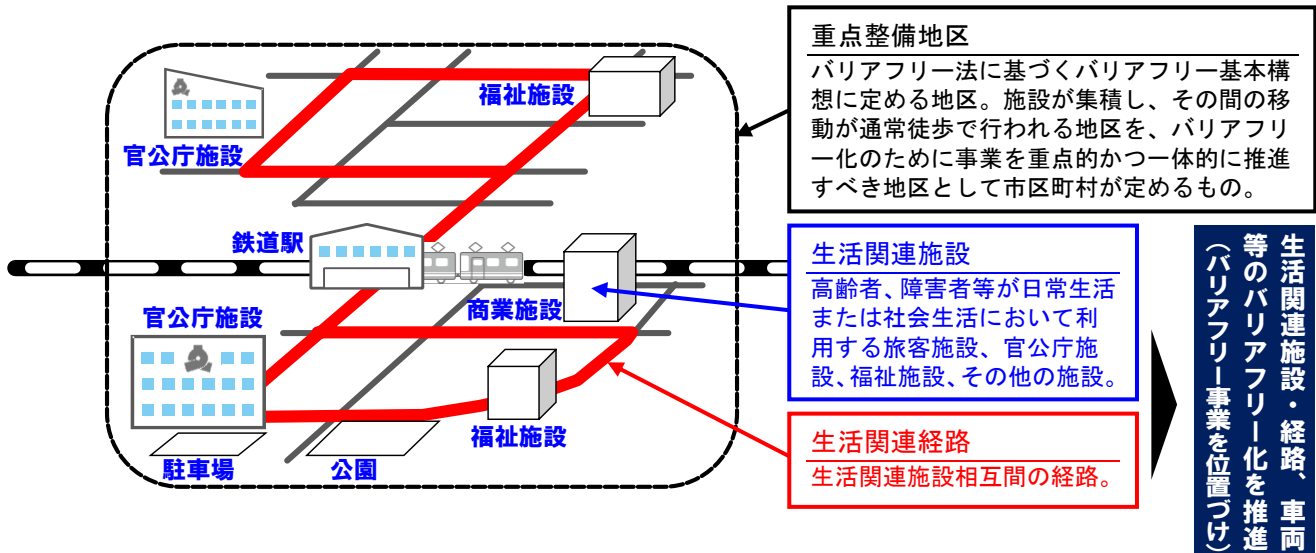 福祉施設
官公庁施設
鉄道駅
商業施設
官公庁施設
福祉施設
駐車場
公園
重点整備地区
バリアフリー法に基づくバリアフリー基本構
想に定める地区。施設が集積し、その間の移
動が通常徒歩で行われる地区を、バリアフリ
ー化のために事業を重点的かつ一体的に推進
すべき地区として市区町村が定めるもの。
生活関連施設
高齢者、障害者等が日常生活
または社会生活において利
用する旅客施設、官公庁施
設、福祉施設、その他の施設。
生活関連経路
生活関連施設相互間の経路。
生活関連施設・経路、車両
等のバリアフリー化を推進
（バリアフリー事業を位置づけ）